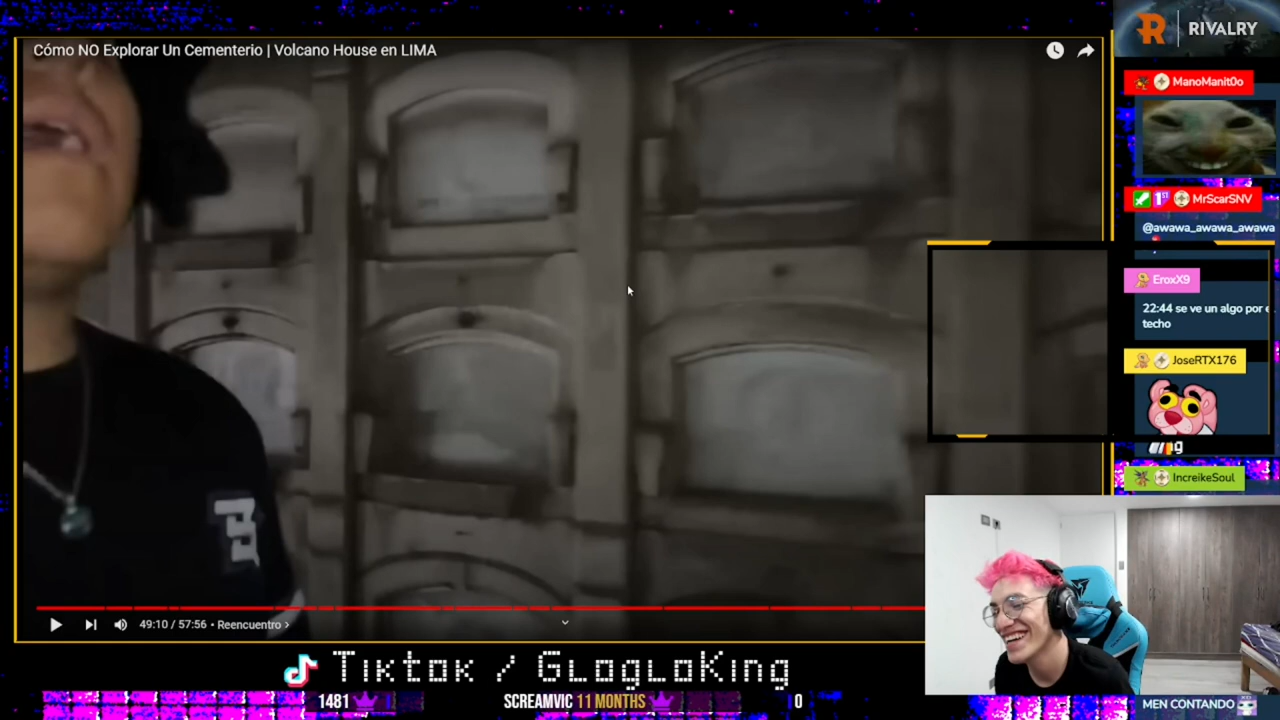 Cómo NO Explorar Un Cementerio | Volcano House en LIMA
RIVALRY
ManoManit0o
MrScarSNV
@awawa_awawa_awawa
EroxX9
22:44 se ve un algo por e
techo
JoseRTX176
IncreikeSoul
49:10 / 57:56 • Reencuentro ›
Tiktok / GloGloKing
1481
SCREAMVIC 11 MONTHS
0
MEN CONTANDO